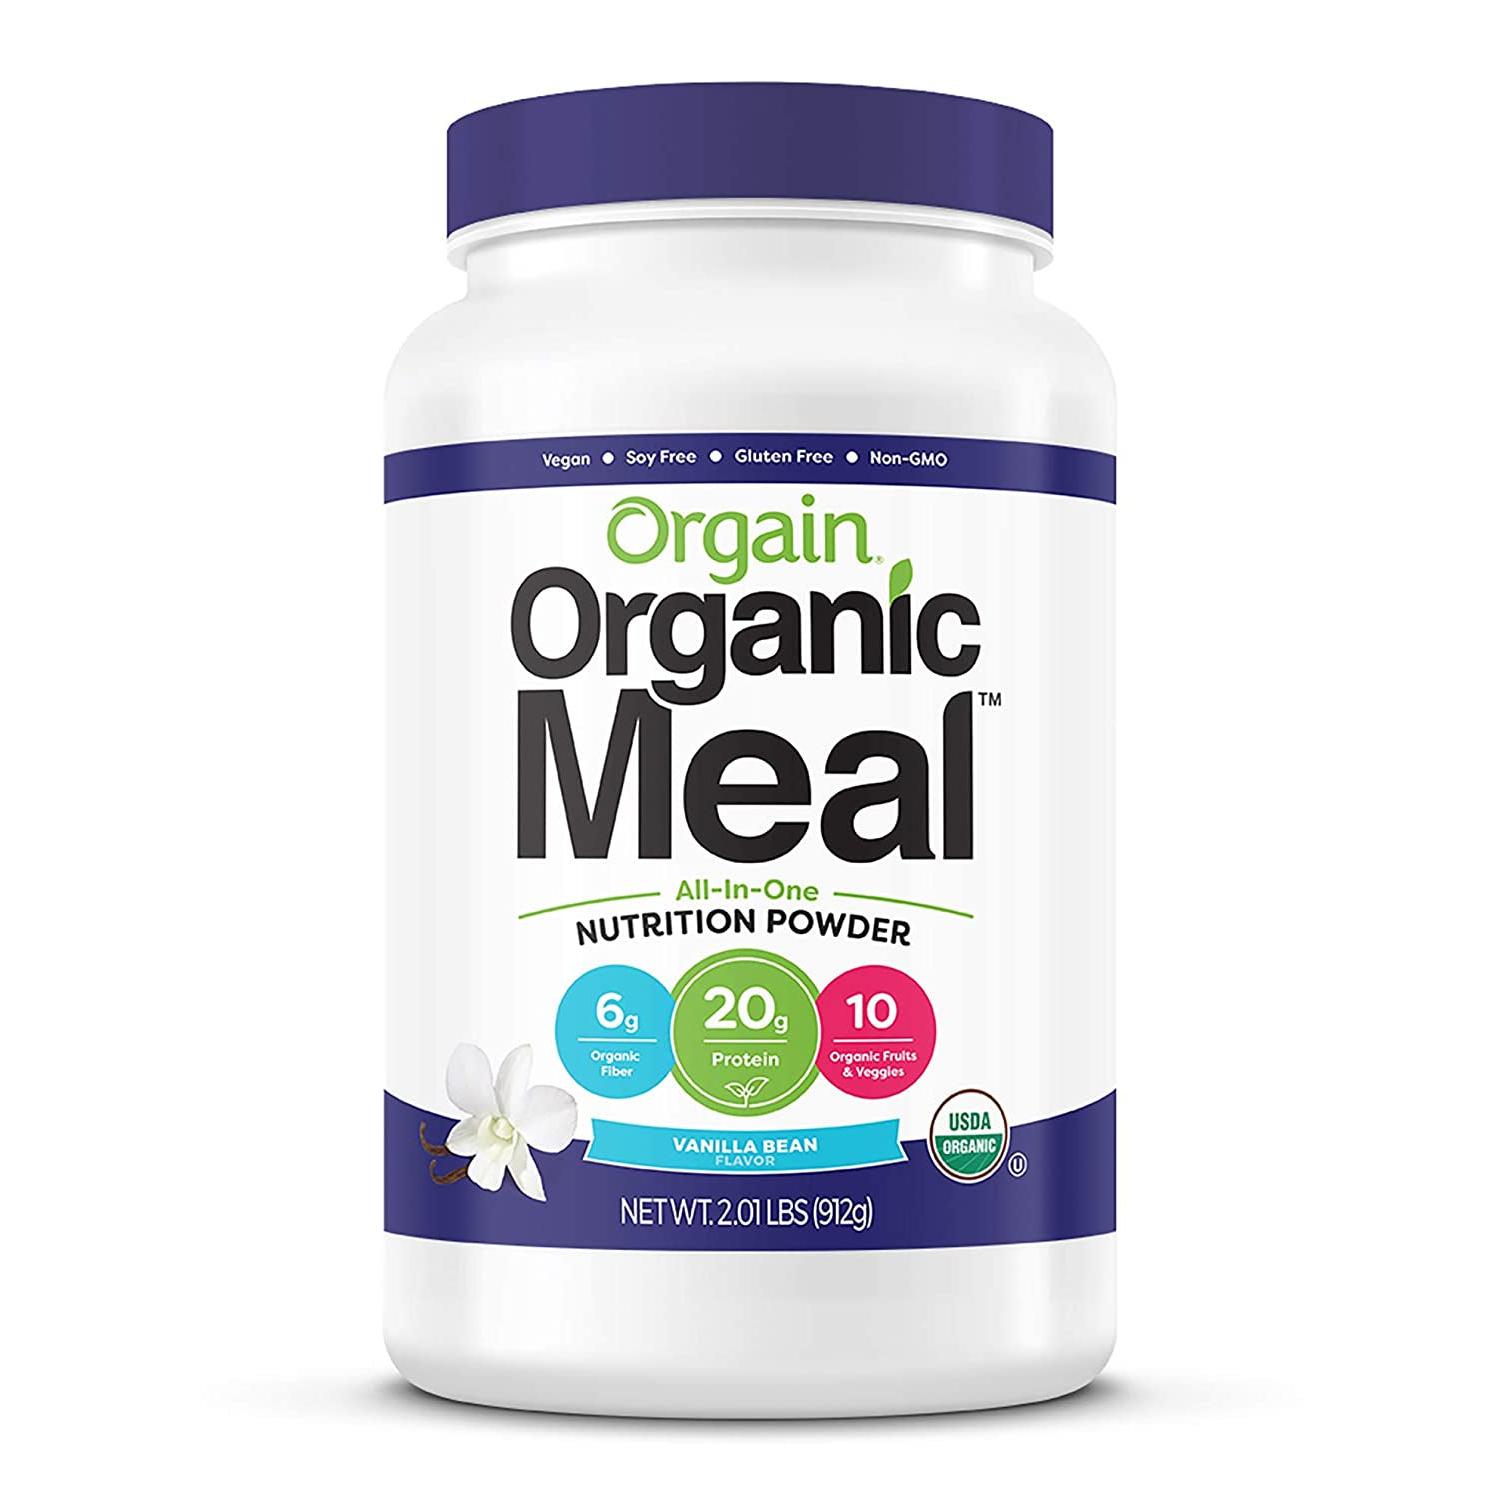 Vegan ● Soy Free ● Gluten Free ● Non-GMO
Orgain®
Organic
Meal™
All-In-One
NUTRITION POWDER
6g
Organic
Fiber
20g
Protein
10
Organic Fruits
& Veggies
VANILLA BEAN
FLAVOR
USDA
ORGANIC
U
NET WT. 2.01 LBS (912g)